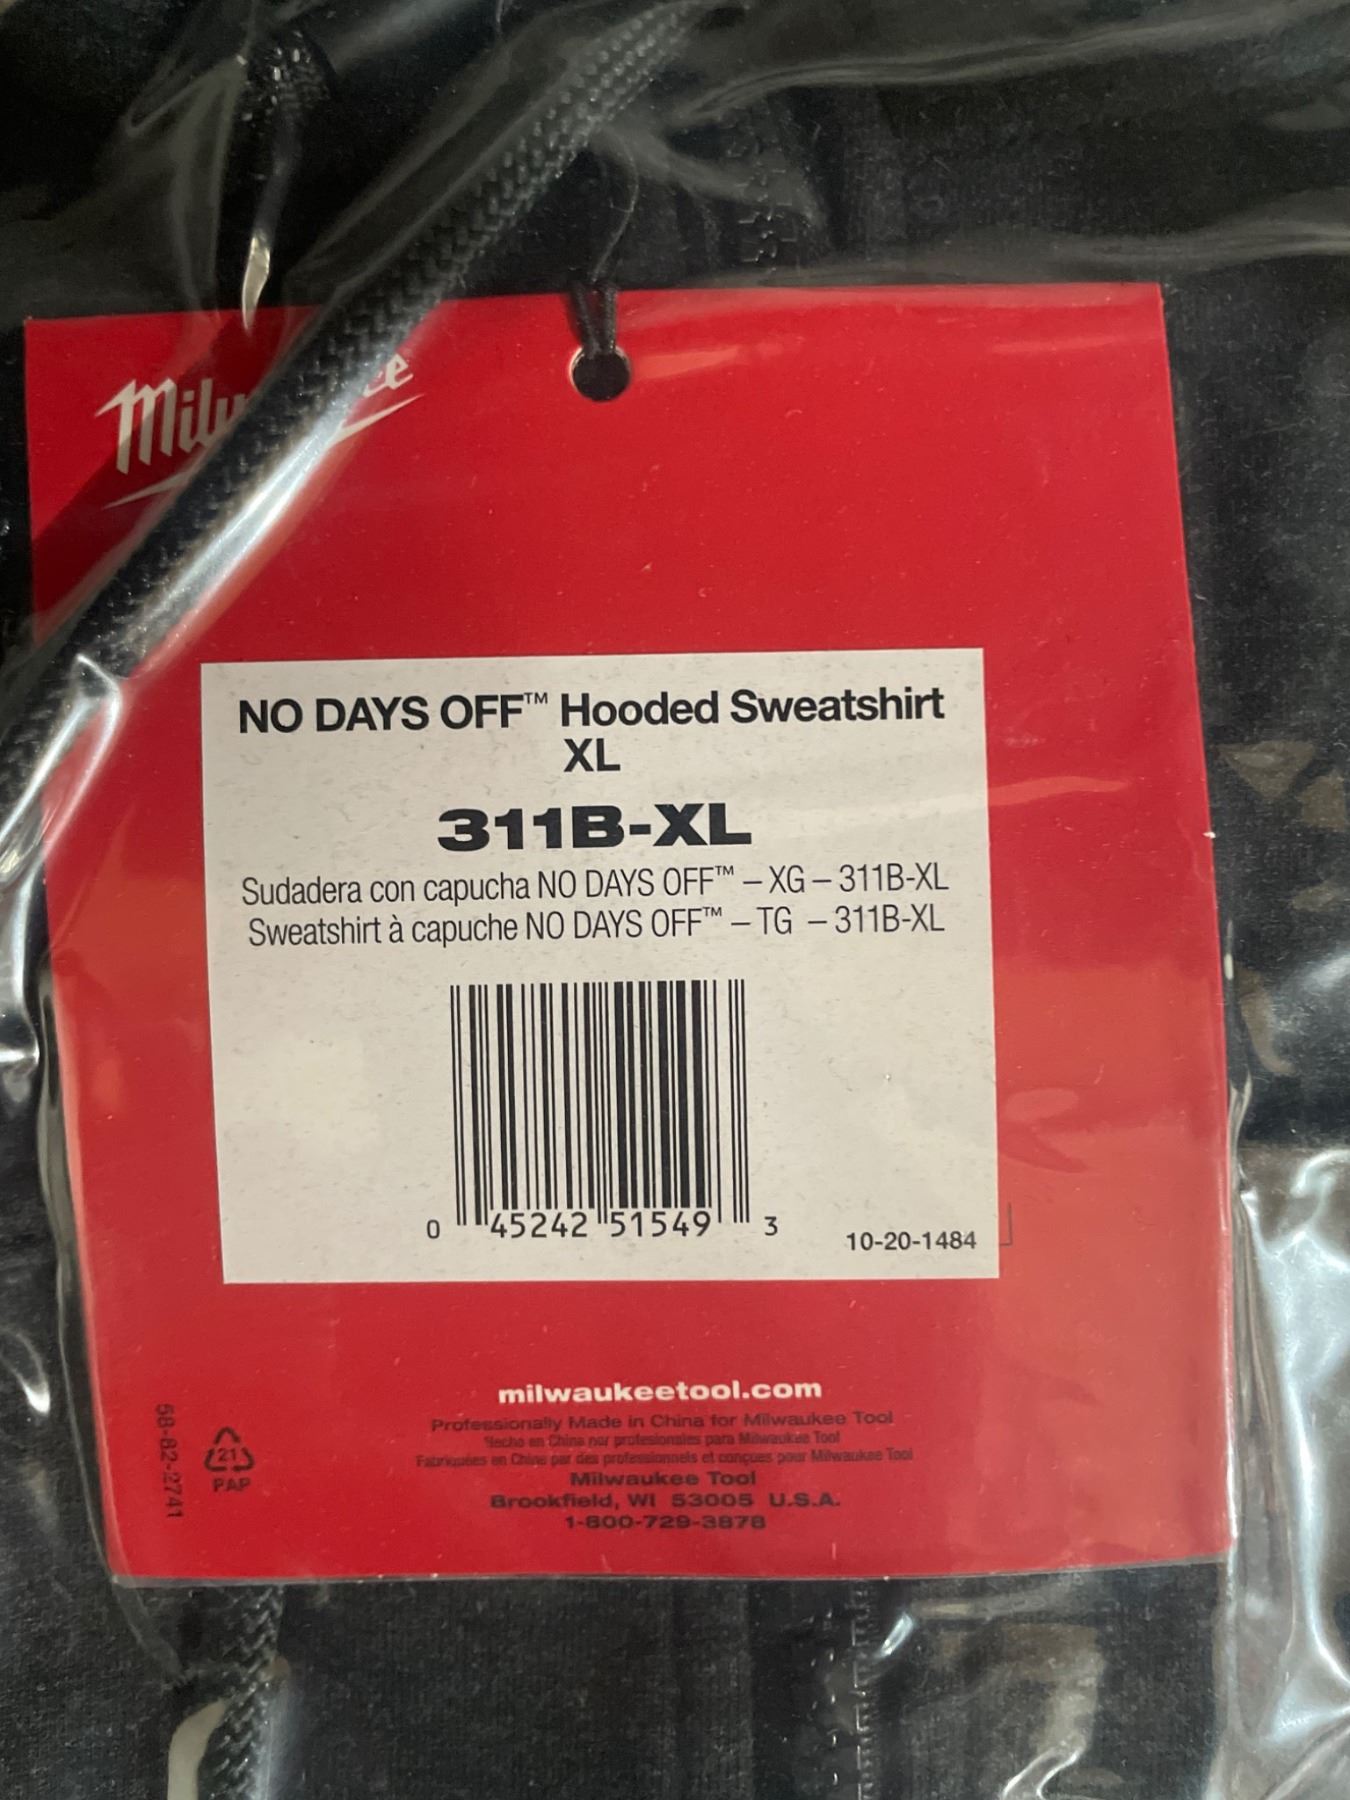 NO DAYS OFF™ Hooded Sweatshirt
XL
311B-XL
Sudadera con capucha NO DAYS OFF™ – XG – 311B-XL
Sweatshirt à capuche NO DAYS OFF™ – TG – 311B-XL
0 45242 51549 3
10-20-1484
milwaukeetool.com
Professionally Made in China for Milwaukee Tool
Hecho en China por profesionales para Milwaukee Tool
Fabriquées en Chine par des professionnels et conçues pour Milwaukee Tool
Milwaukee Tool
Brookfield, WI 53005 U.S.A.
1-800-729-3878
58-82-2741
21
PAP